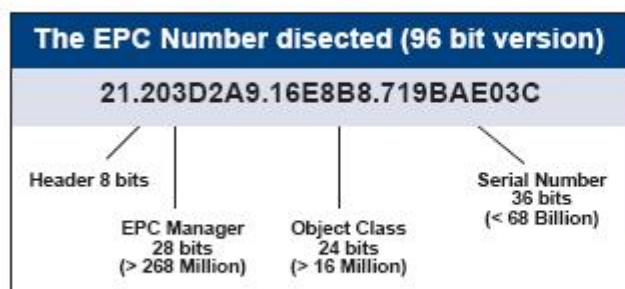 The EPC Number disected (96 bit version)
21.203D2A9.16E8B8.719BAE03C
Header 8 bits
EPC Manager
28 bits
(> 268 Million)
Object Class
24 bits
(> 16 Million)
Serial Number
36 bits
(< 68 Billion)